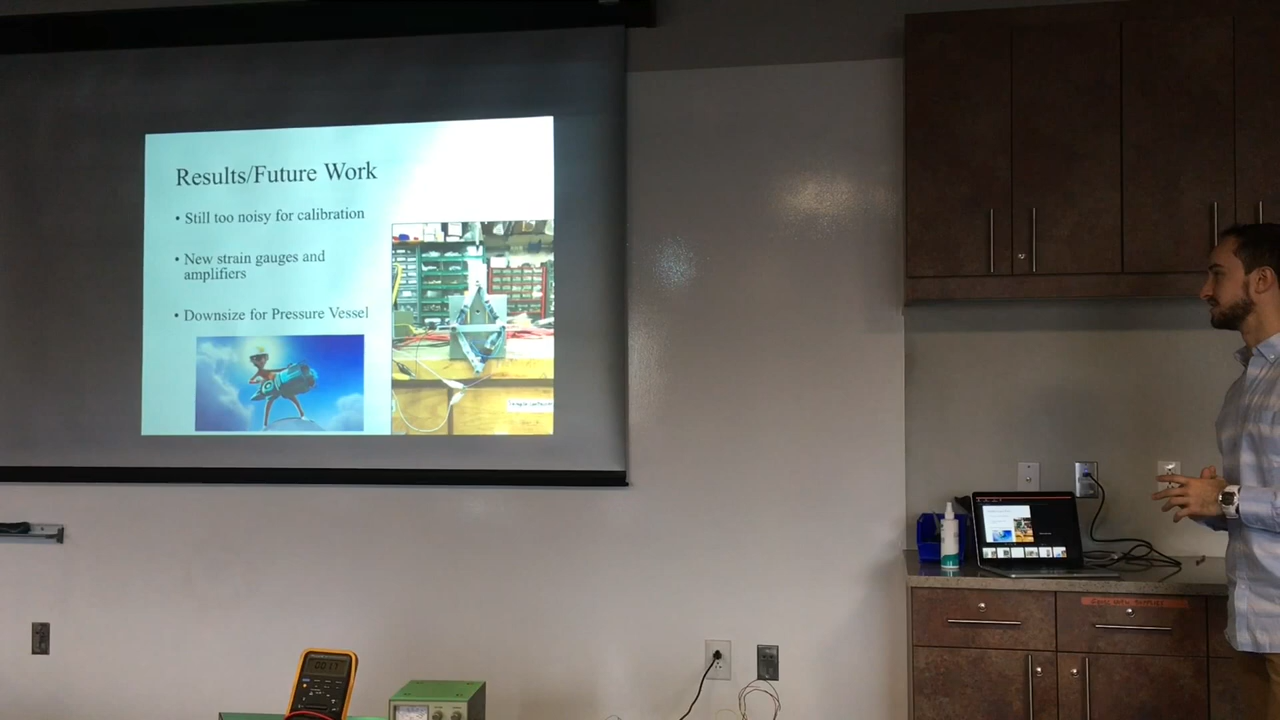 Results/Future Work
• Still too noisy for calibration
• New strain gauges and
amplifiers
• Downsize for Pressure Vessel